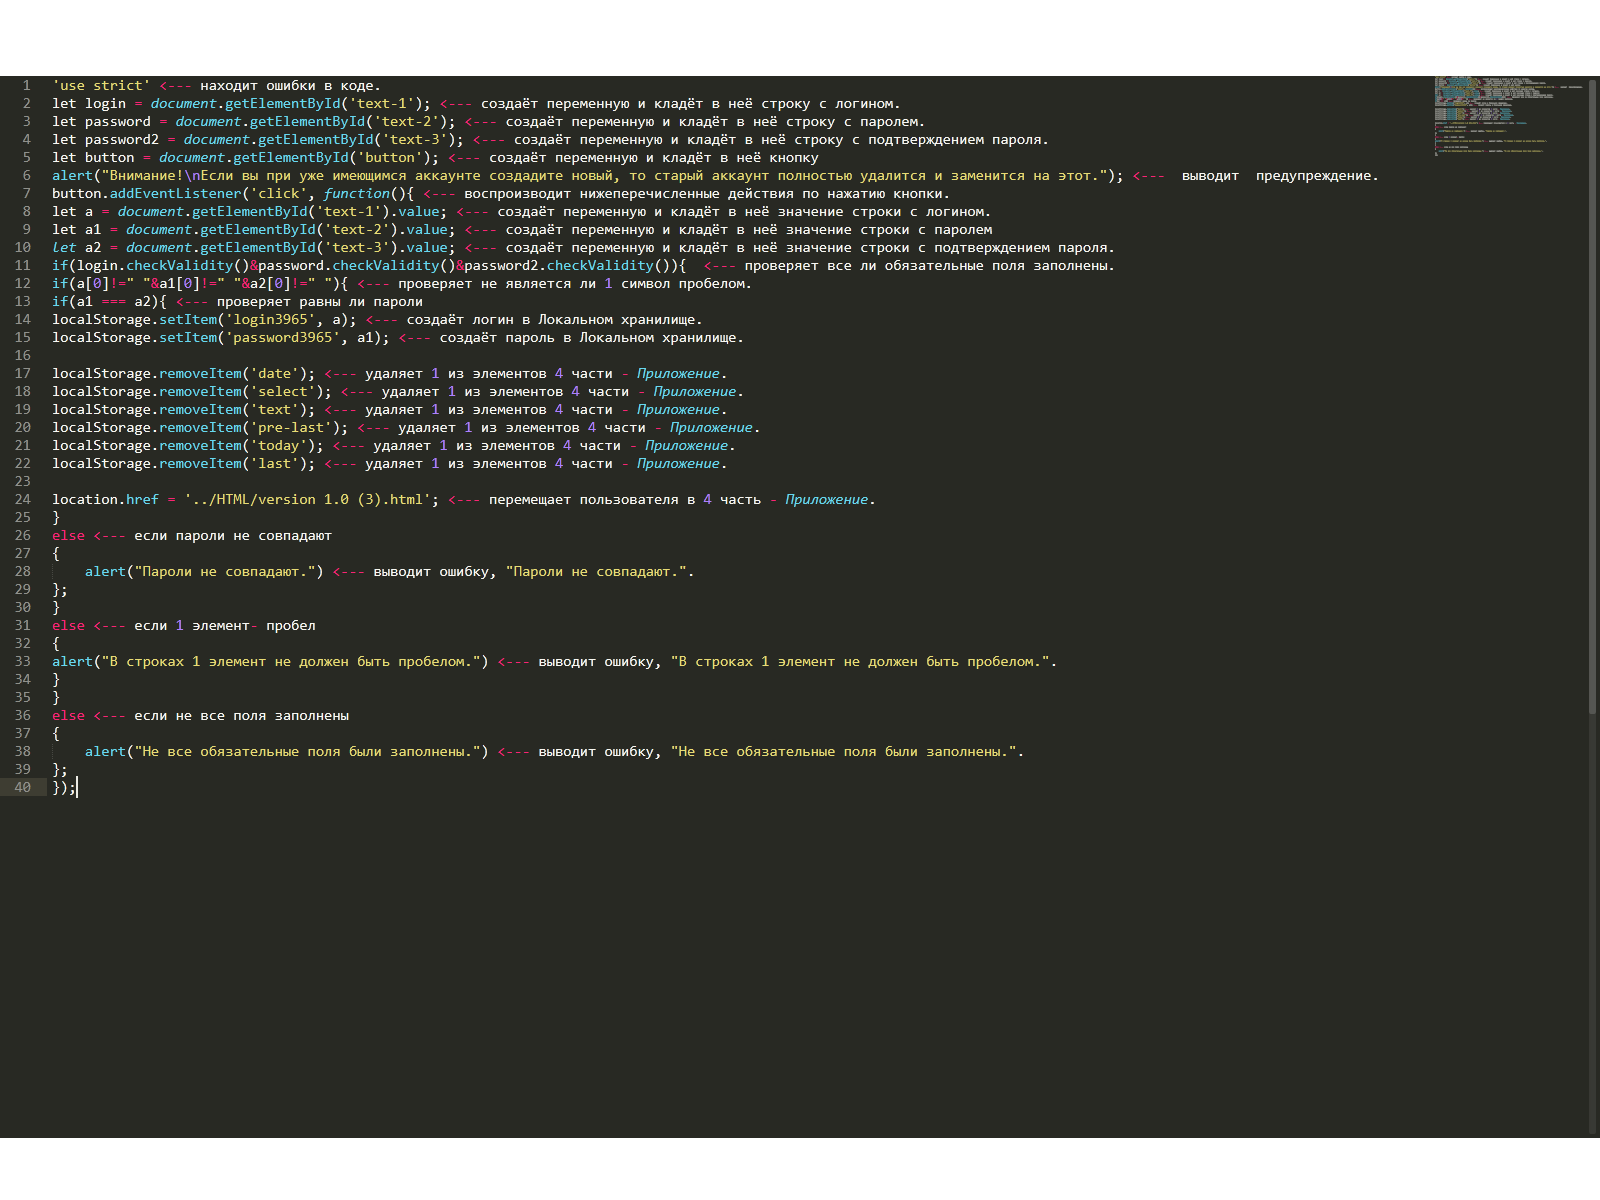 1 'use strict' <--- находит ошибки в коде.
2 let login = document.getElementById('text-1'); <--- создаёт переменную и кладёт в неё строку с логином.
3 let password = document.getElementById('text-2'); <--- создаёт переменную и кладёт в неё строку с паролем.
4 let password2 = document.getElementById('text-3'); <--- создаёт переменную и кладёт в неё строку с подтверждением пароля.
5 let button = document.getElementById('button'); <--- создаёт переменную и кладёт в неё кнопку
6 alert("Внимание!\nЕсли вы при уже имеющимся аккаунте создадите новый, то старый аккаунт полностью удалится и заменится на этот."); <---  выводит  предупреждение.
7 button.addEventListener('click', function(){ <--- воспроизводит нижеперечисленные действия по нажатию кнопки.
8 let a = document.getElementById('text-1').value; <--- создаёт переменную и кладёт в неё значение строки с логином.
9 let a1 = document.getElementById('text-2').value; <--- создаёт переменную и кладёт в неё значение строки с паролем
10 let a2 = document.getElementById('text-3').value; <--- создаёт переменную и кладёт в неё значение строки с подтверждением пароля.
11 if(login.checkValidity()&password.checkValidity()&password2.checkValidity()){  <--- проверяет все ли обязательные поля заполнены.
12 if(a[0]!=" "&a1[0]!=" "&a2[0]!=" "){ <--- проверяет не является ли 1 символ пробелом.
13 if(a1 === a2){ <--- проверяет равны ли пароли
14 localStorage.setItem('login3965', a); <--- создаёт логин в Локальном хранилище.
15 localStorage.setItem('password3965', a1); <--- создаёт пароль в Локальном хранилище.
16
17 localStorage.removeItem('date'); <--- удаляет 1 из элементов 4 части - Приложение.
18 localStorage.removeItem('select'); <--- удаляет 1 из элементов 4 части - Приложение.
19 localStorage.removeItem('text'); <--- удаляет 1 из элементов 4 части - Приложение.
20 localStorage.removeItem('pre-last'); <--- удаляет 1 из элементов 4 части - Приложение.
21 localStorage.removeItem('today'); <--- удаляет 1 из элементов 4 части - Приложение.
22 localStorage.removeItem('last'); <--- удаляет 1 из элементов 4 части - Приложение.
23
24 location.href = '../HTML/version 1.0 (3).html'; <--- перемещает пользователя в 4 часть - Приложение.
25 }
26 else <--- если пароли не совпадают
27 {
28     alert("Пароли не совпадают.") <--- выводит ошибку, "Пароли не совпадают.".
29 };
30 }
31 else <--- если 1 элемент- пробел
32 {
33 alert("В строках 1 элемент не должен быть пробелом.") <--- выводит ошибку, "В строках 1 элемент не должен быть пробелом.".
34 }
35 }
36 else <--- если не все поля заполнены
37 {
38     alert("Не все обязательные поля были заполнены.") <--- выводит ошибку, "Не все обязательные поля были заполнены.".
39 };
40 });